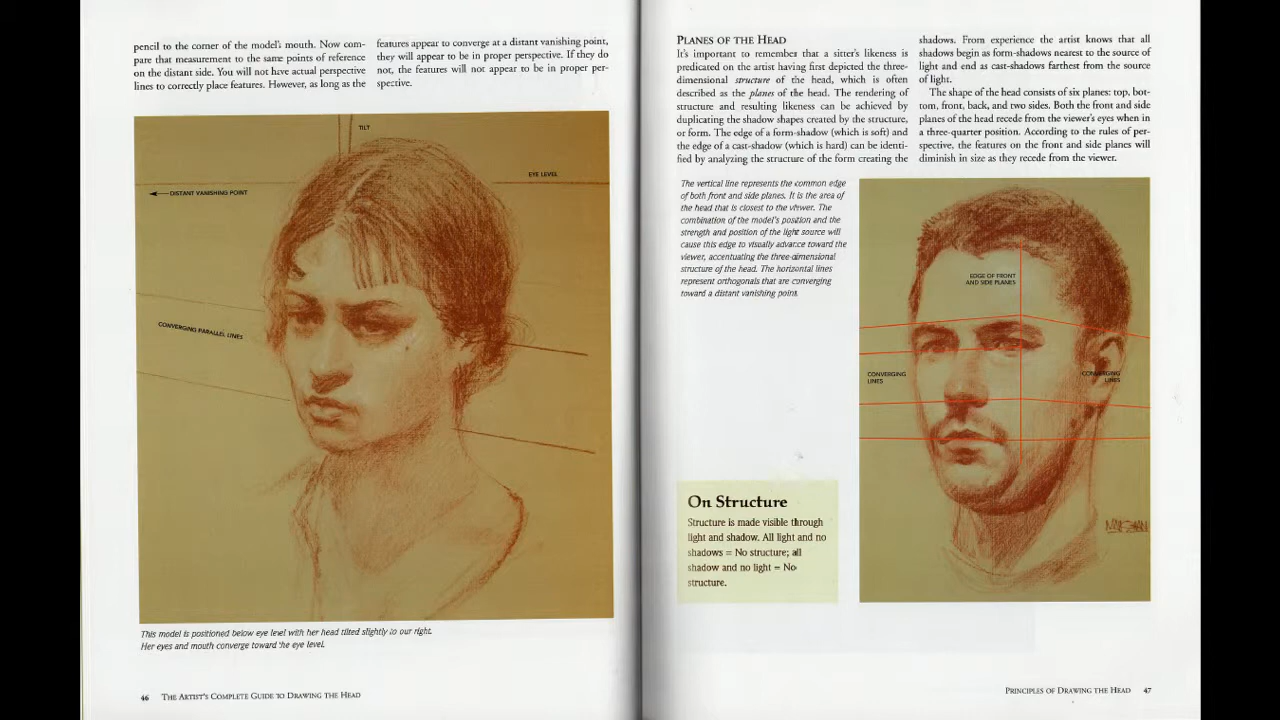 pencil to the corner of the model's mouth. Now com-
pare that measurement to the same points of reference
on the distant side. You will not have actual perspective
lines to correctly place features. However, as long as the
features appear to converge at a distant vanishing point,
they will appear to be in proper perspective. If they do
not, the features will not appear to be in proper per-
spective.
TILT
EYE LEVEL
DISTANT VANISHING POINT
CONVERGING PARALLEL LINES
This model is positioned below eye level with her head tilted slightly to our right.
Her eyes and mouth converge toward the eye level.
46 THE ARTIST'S COMPLETE GUIDE TO DRAWING THE HEAD
PLANES OF THE HEAD
It's important to remember that a sitter's likeness is
predicated on the artist having first depicted the three-
dimensional structure of the head, which is often
described as the planes of the head. The rendering of
structure and resulting likeness can be achieved by
duplicating the shadow shapes created by the structure,
or form. The edge of a form-shadow (which is soft) and
the edge of a cast-shadow (which is hard) can be identi-
fied by analyzing the structure of the form creating the
shadows. From experience the artist knows that all
shadows begin as form-shadows nearest to the source of
light and end as cast-shadows farthest from the source
of light.
The shape of the head consists of six planes: top, bot-
tom, front, back, and two sides. Both the front and side
planes of the head recede from the viewer's eyes when in
a three-quarter position. According to the rules of per-
spective, the features on the front and side planes will
diminish in size as they recede from the viewer.
The vertical line represents the common edge
of both front and side planes. It is the area of
the head that is closest to the viewer. The
combination of the model's position and the
strength and position of the light source will
cause this edge to visually advance toward the
viewer, accentuating the three-dimensional
structure of the head. The horizontal lines
represent orthogonals that are converging
toward a distant vanishing point.
EDGE OF FRONT
AND SIDE PLANES
CONVERGING
LINES
CONVERGING
LINES
On Structure
Structure is made visible through
light and shadow. All light and no
shadows = No structure; all
shadow and no light = No
structure.
PRINCIPLES OF DRAWING THE HEAD 47